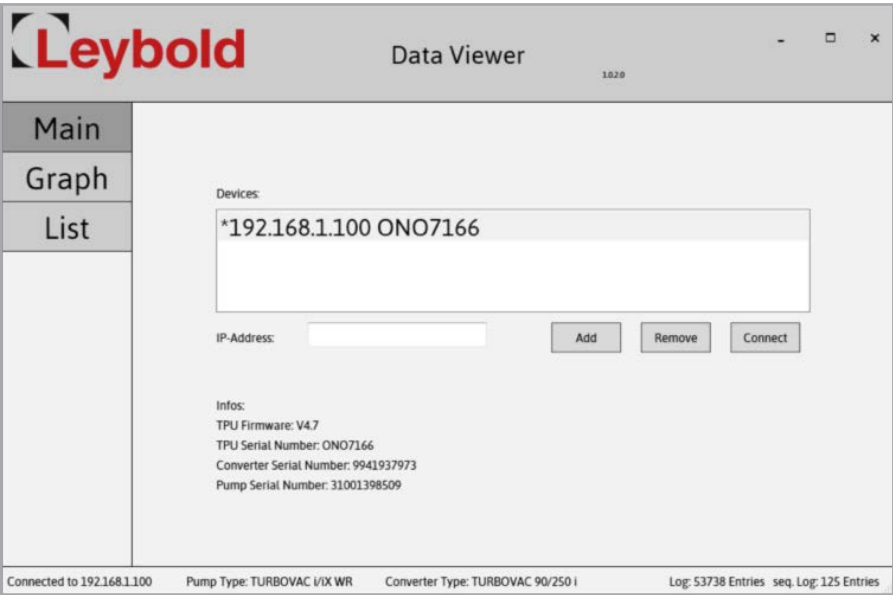 Leybold
Data Viewer
1.0.2.0
Main
Graph
List
Devices:
*192.168.1.100 ONO7166
IP-Address:
Add
Remove
Connect
Infos:
TPU Firmware: V4.7
TPU Serial Number: ONO7166
Converter Serial Number: 9941937973
Pump Serial Number: 31001398509
Connected to 192.168.1.100 Pump Type: TURBOVAC i/iX WR Converter Type: TURBOVAC 90/250 i Log: 53738 Entries seq. Log: 125 Entries